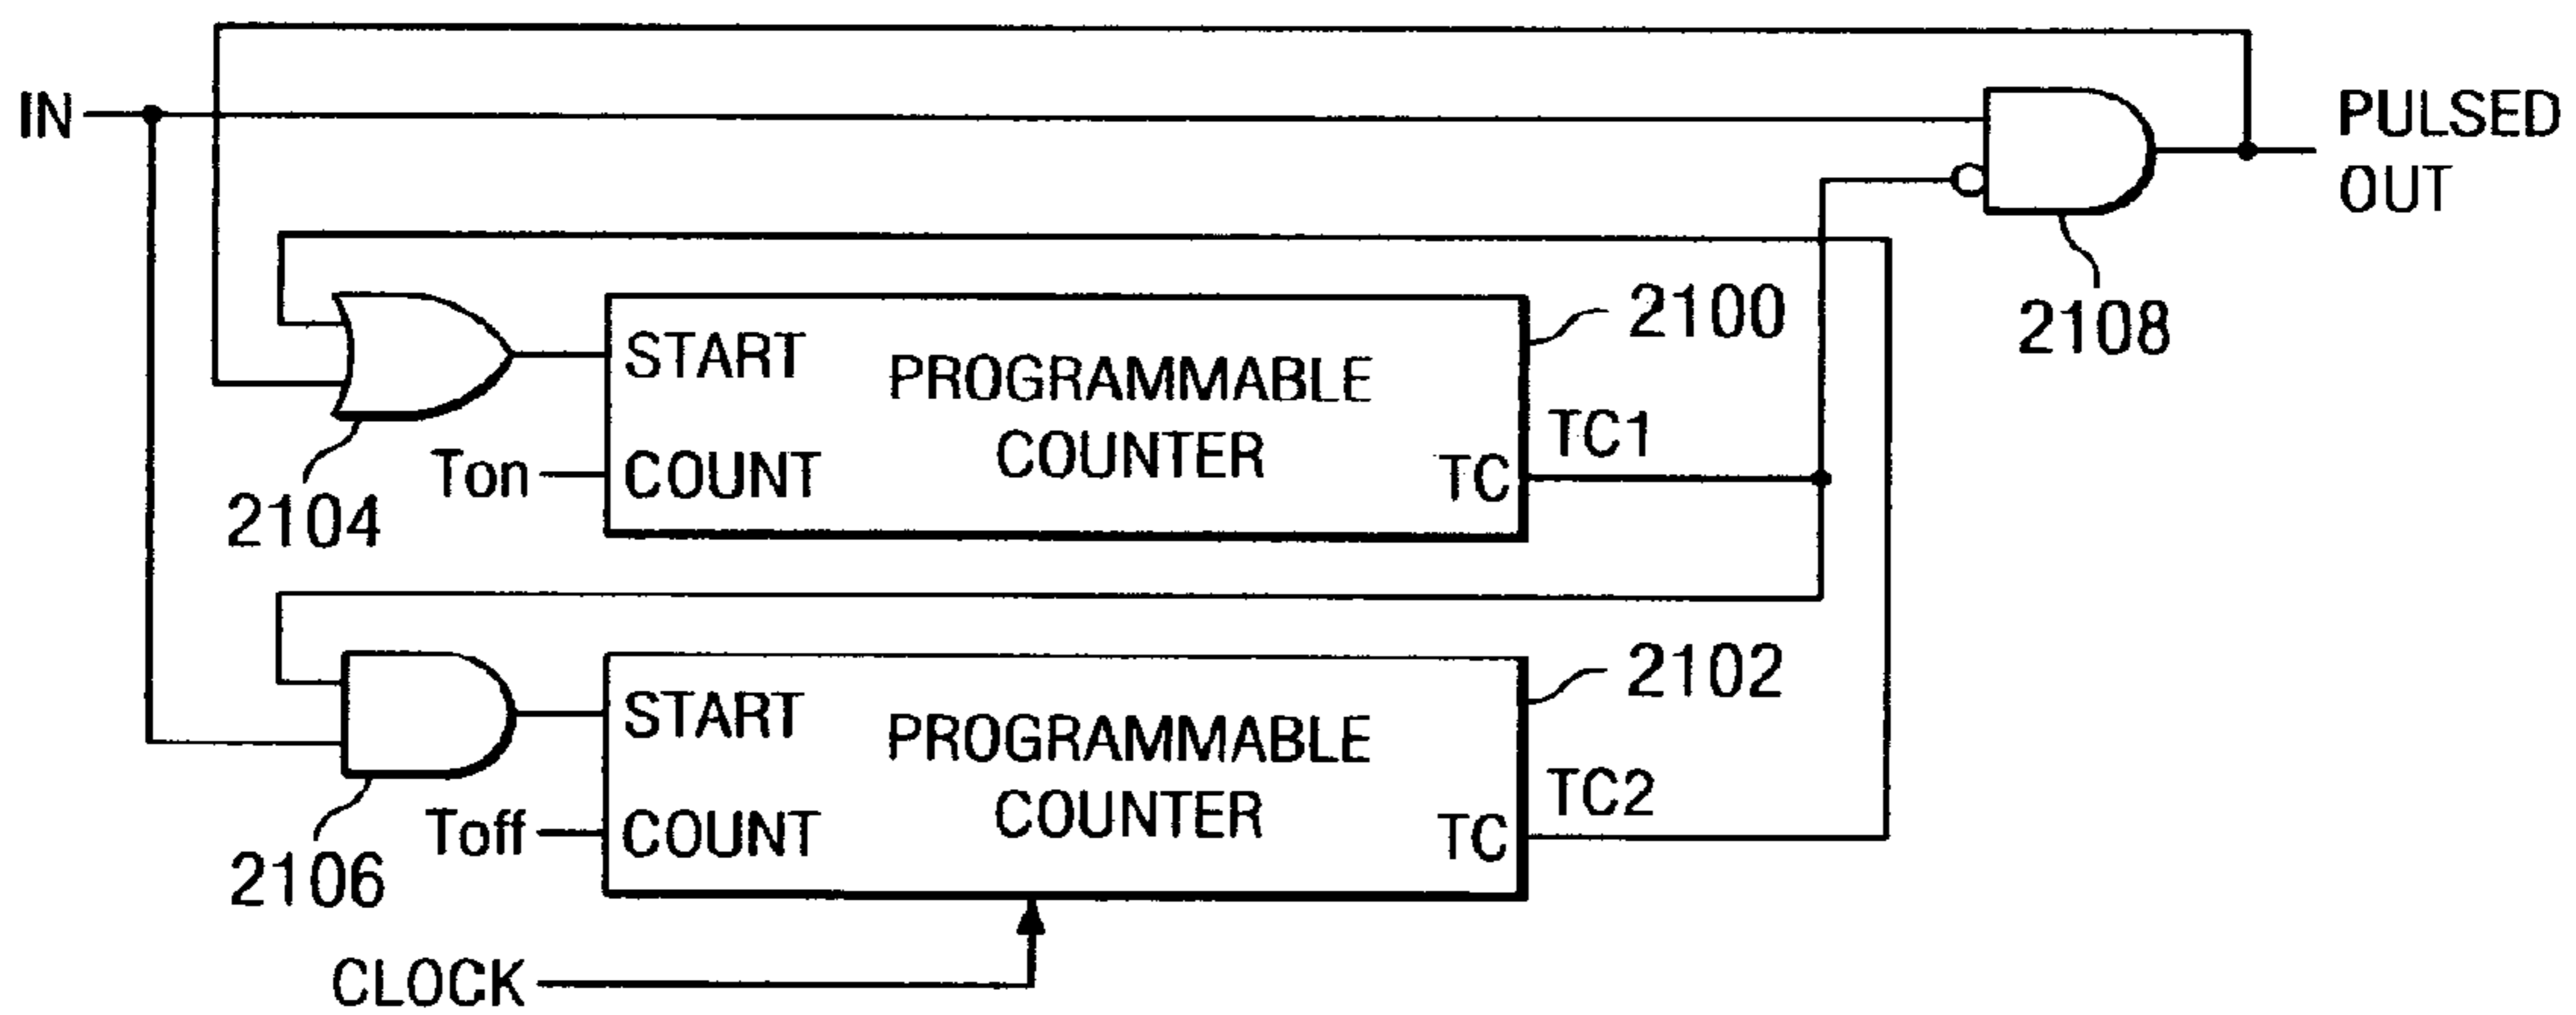 IN
PULSED
OUT
2108
2100
START
PROGRAMMABLE
COUNTER
Ton
COUNT
TC1
TC
2104
2102
START
PROGRAMMABLE
COUNTER
Toff
COUNT
TC2
TC
2106
CLOCK